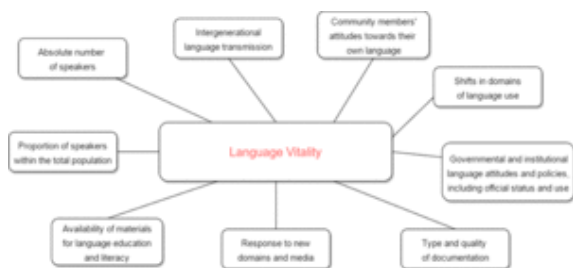 Intergenerational
language transmission
Community members'
attitudes towards their
own language
Absolute number
of speakers
Shifts in domains
of language use
Proportion of speakers
within the total population
Language Vitality
Governmental and institutional
language attitudes and policies,
including official status and use
Availability of materials
for language education
and literacy
Response to new
domains and media
Type and quality
of documentation